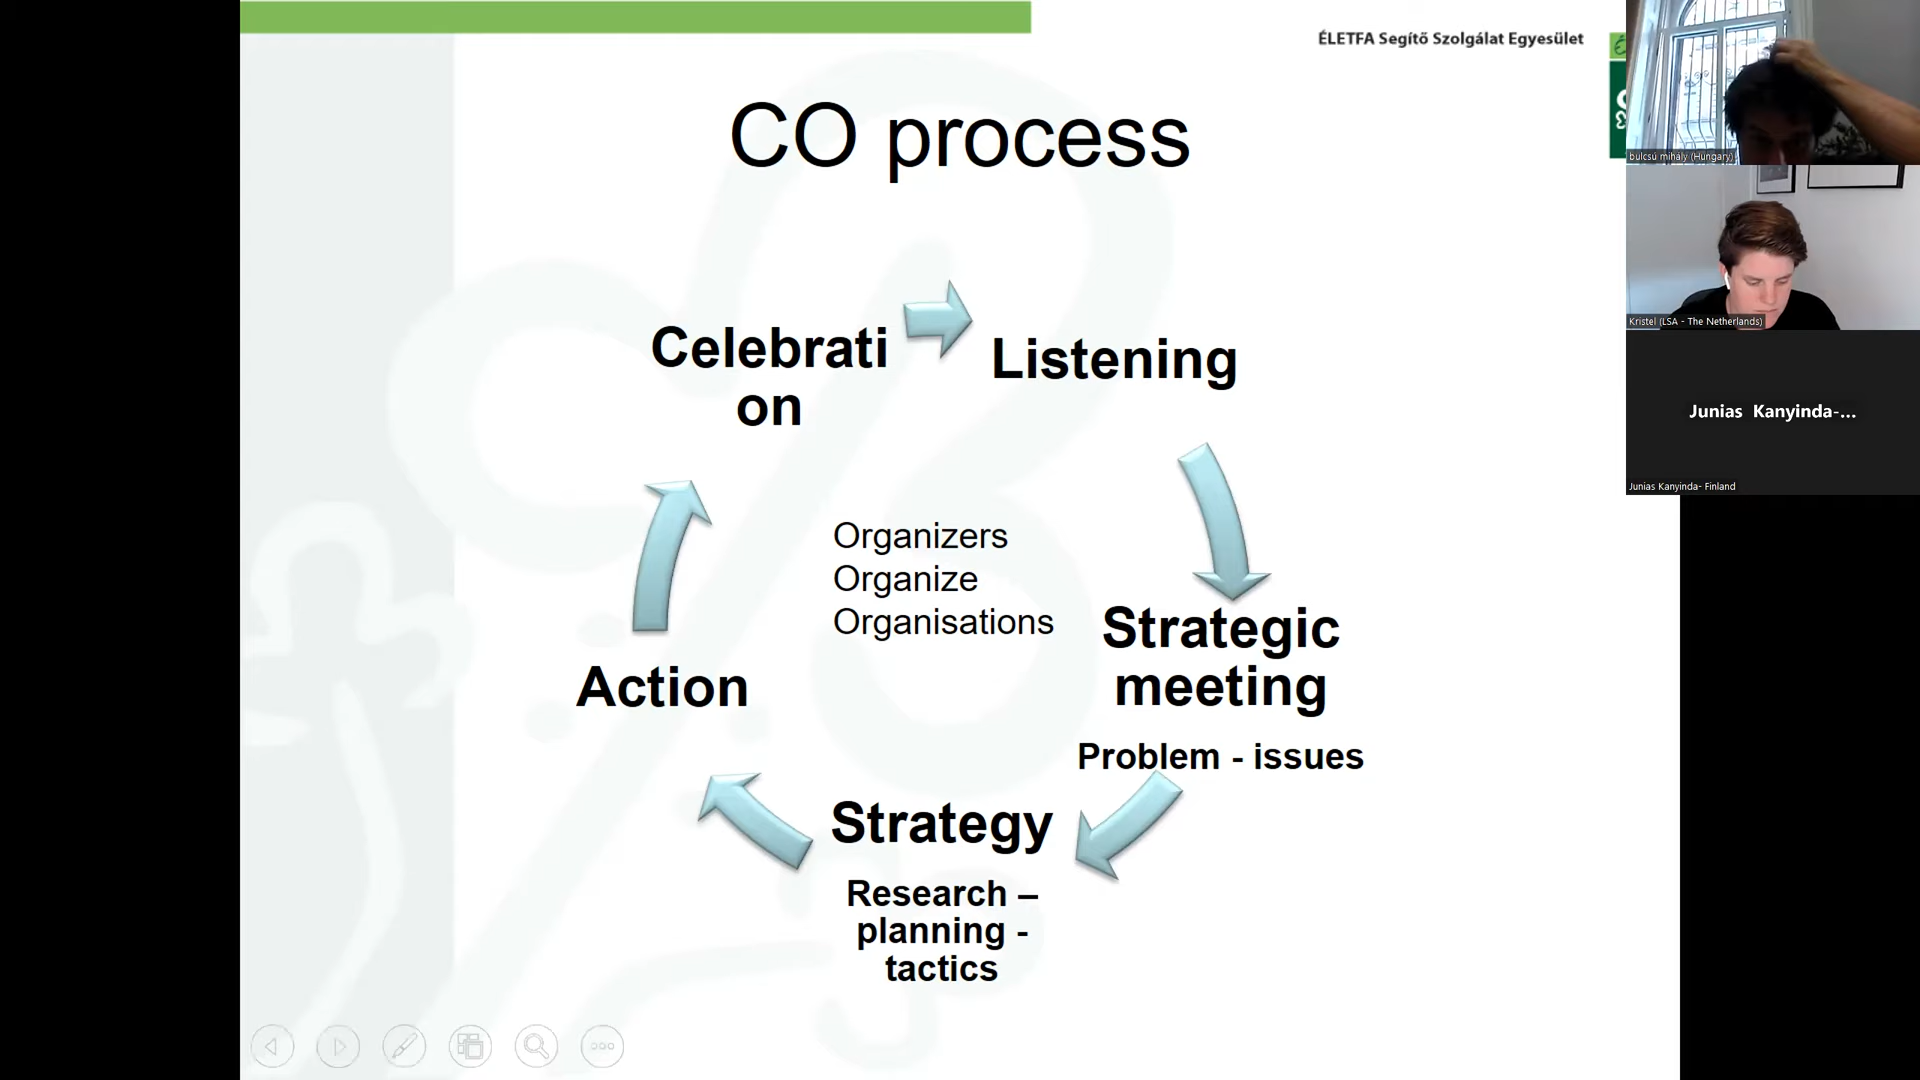 ÉLETFA Segítő Szolgálat Egyesület
CO process
Celebrati
on
Listening
Organizers
Organize
Organisations
Strategic
meeting
Problem - issues
Action
Strategy
Research –
planning -
tactics
bulcsú mihály (Hungary)
Kristel (LSA - The Netherlands)
Junias Kanyinda-...
Junias Kanyinda- Finland